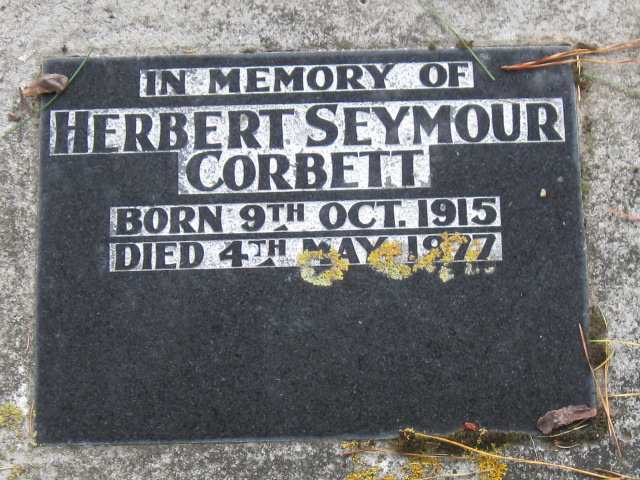 IN MEMORY OF
HERBERT SEYMOUR
CORBETT
BORN 9TH OCT. 1915
DIED 4TH MAY 1977